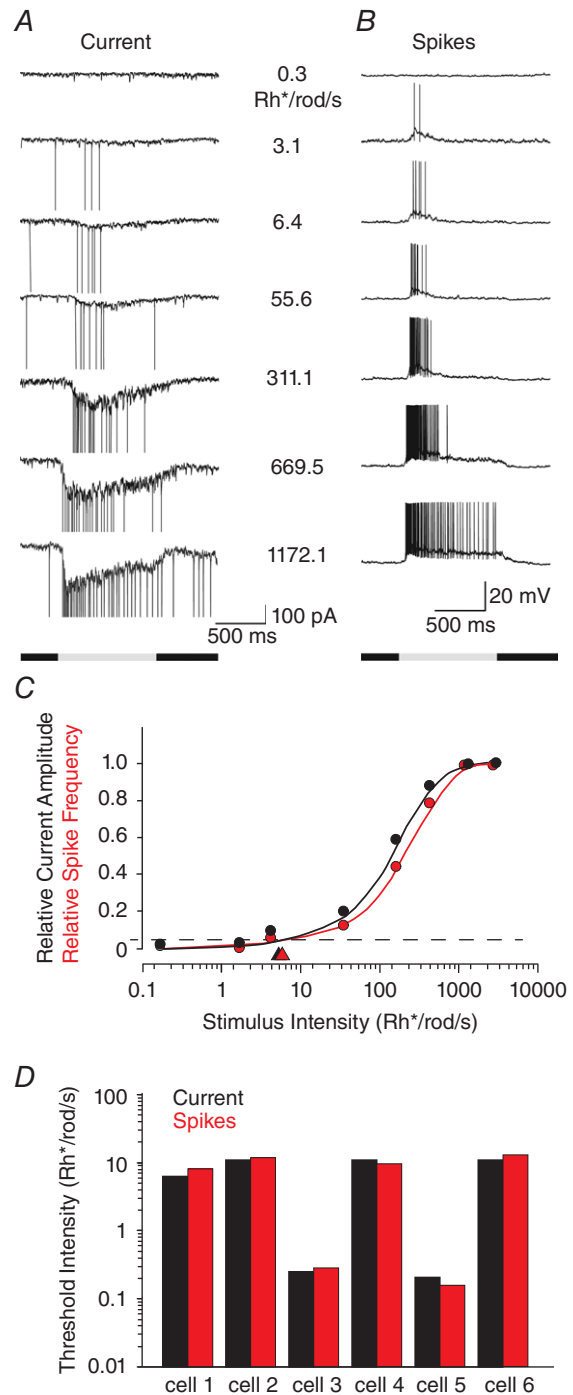 A
B
Current
Spikes
0.3
Rh*/rod/s
3.1
6.4
55.6
311.1
669.5
1172.1
100 pA
500 ms
20 mV
500 ms
C
Relative Current Amplitude
Relative Spike Frequency
1.0
0.8
0.6
0.4
0.2
0
0.1
1
10
100
1000
10000
Stimulus Intensity (Rh*/rod/s)
D
Current
Spikes
Threshold Intensity (Rh*/rod/s)
100
10
1
0.1
0.01
cell 1
cell 2
cell 3
cell 4
cell 5
cell 6